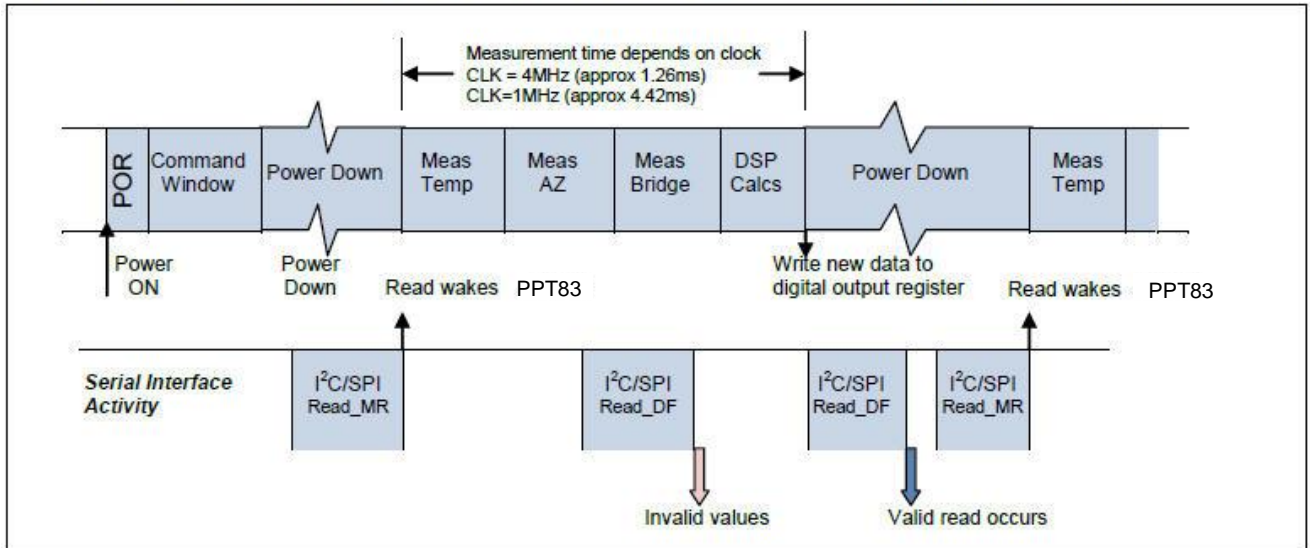 Measurement time depends on clock
CLK = 4MHz (approx 1.26ms)
CLK=1MHz (approx 4.42ms)
POR
Command
Window
Power Down
Meas
Temp
Meas
AZ
Meas
Bridge
DSP
Calcs
Power Down
Meas
Temp
Power
ON
Power
Down
Read wakes PPT83
Write new data to
digital output register
Read wakes PPT83
Serial Interface
Activity
I²C/SPI
Read_MR
I²C/SPI
Read_DF
I²C/SPI
Read_DF
I²C/SPI
Read_MR
Invalid values
Valid read occurs